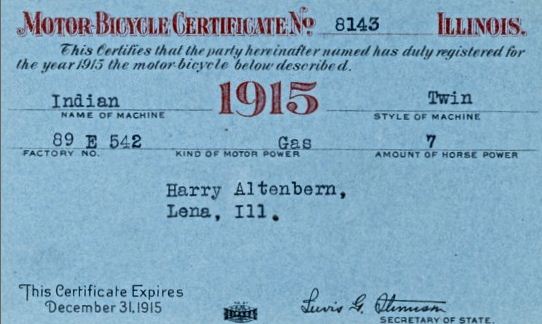 MOTOR-BICYCLE CERTIFICATE No 8143 ILLINOIS.
This Certifies that the party hereinafter named has duly registered for
the year 1915 the motor-bicycle below described.
Indian 1915 Twin
NAME OF MACHINE STYLE OF MACHINE
89 E 542 Gas 7
FACTORY NO. KIND OF MOTOR POWER AMOUNT OF HORSE POWER
Harry Altenbern,
Lena, Ill.
This Certificate Expires
December 31, 1915
Lewis G. Stevenson
SECRETARY OF STATE.